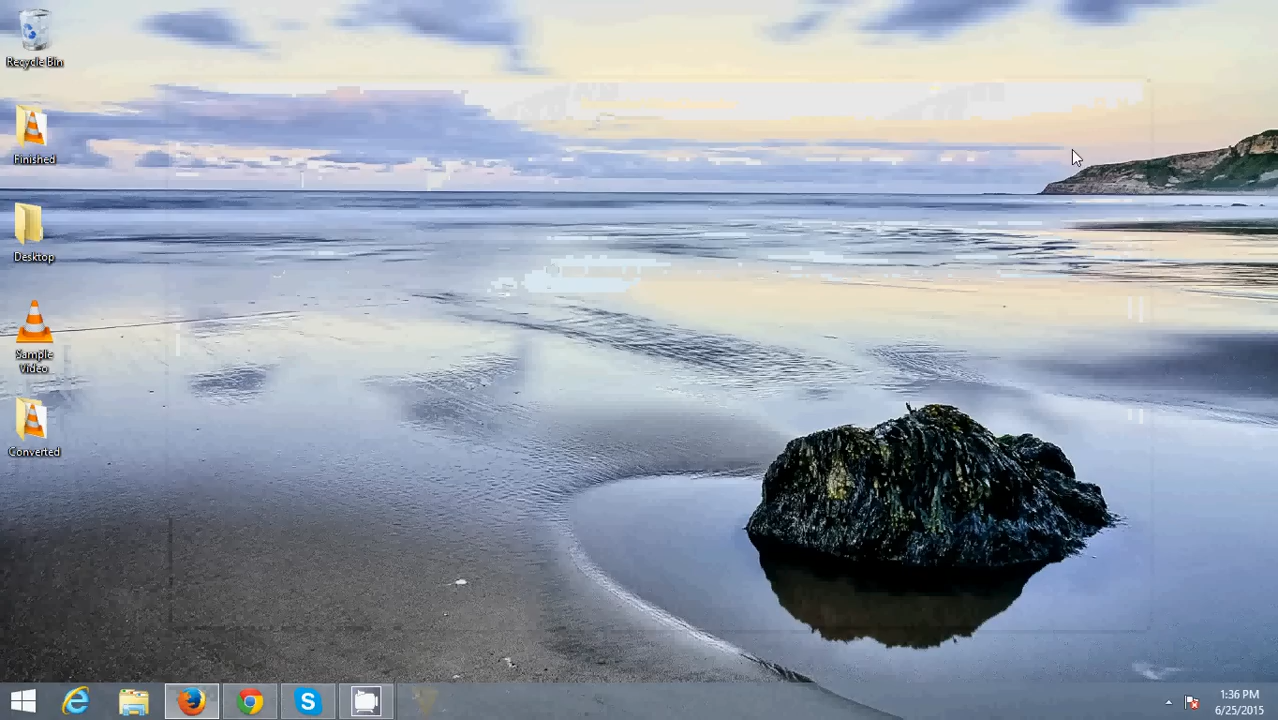 Recycle Bin
Finished
Desktop
Sample
Video
Converted
1:36 PM
6/25/2015